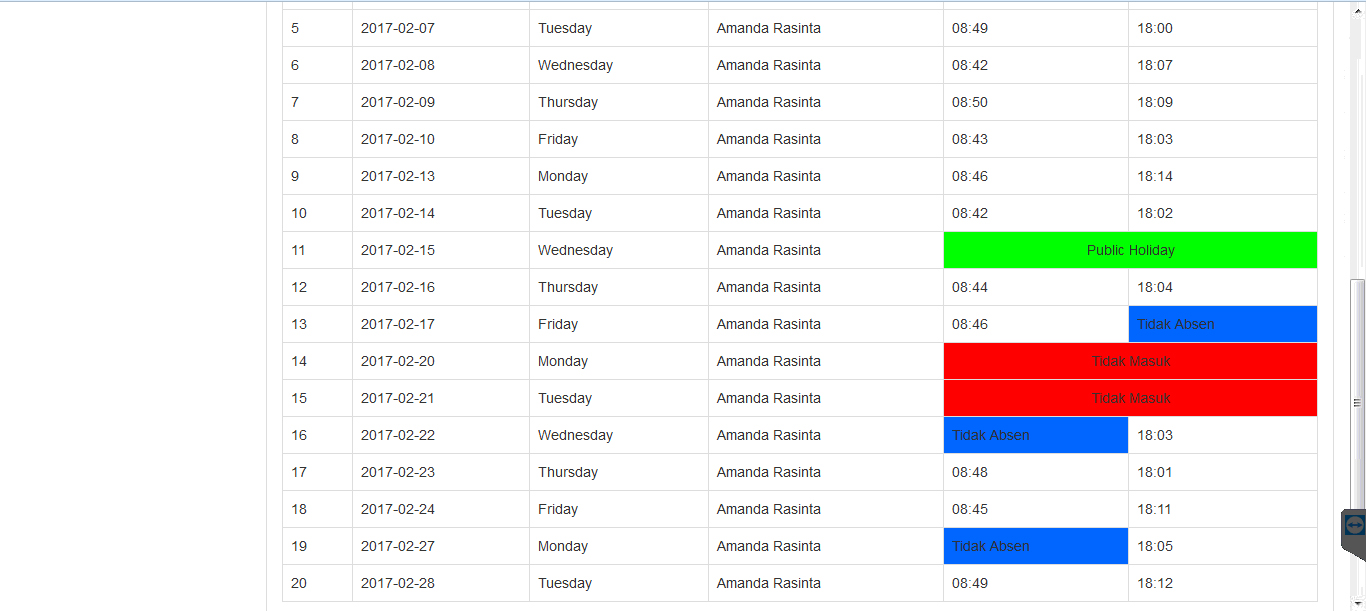 5 2017-02-07 Tuesday Amanda Rasinta 08:49 18:00
6 2017-02-08 Wednesday Amanda Rasinta 08:42 18:07
7 2017-02-09 Thursday Amanda Rasinta 08:50 18:09
8 2017-02-10 Friday Amanda Rasinta 08:43 18:03
9 2017-02-13 Monday Amanda Rasinta 08:46 18:14
10 2017-02-14 Tuesday Amanda Rasinta 08:42 18:02
11 2017-02-15 Wednesday Amanda Rasinta Public Holiday
12 2017-02-16 Thursday Amanda Rasinta 08:44 18:04
13 2017-02-17 Friday Amanda Rasinta 08:46 Tidak Absen
14 2017-02-20 Monday Amanda Rasinta Tidak Masuk
15 2017-02-21 Tuesday Amanda Rasinta Tidak Masuk
16 2017-02-22 Wednesday Amanda Rasinta Tidak Absen 18:03
17 2017-02-23 Thursday Amanda Rasinta 08:48 18:01
18 2017-02-24 Friday Amanda Rasinta 08:45 18:11
19 2017-02-27 Monday Amanda Rasinta Tidak Absen 18:05
20 2017-02-28 Tuesday Amanda Rasinta 08:49 18:12